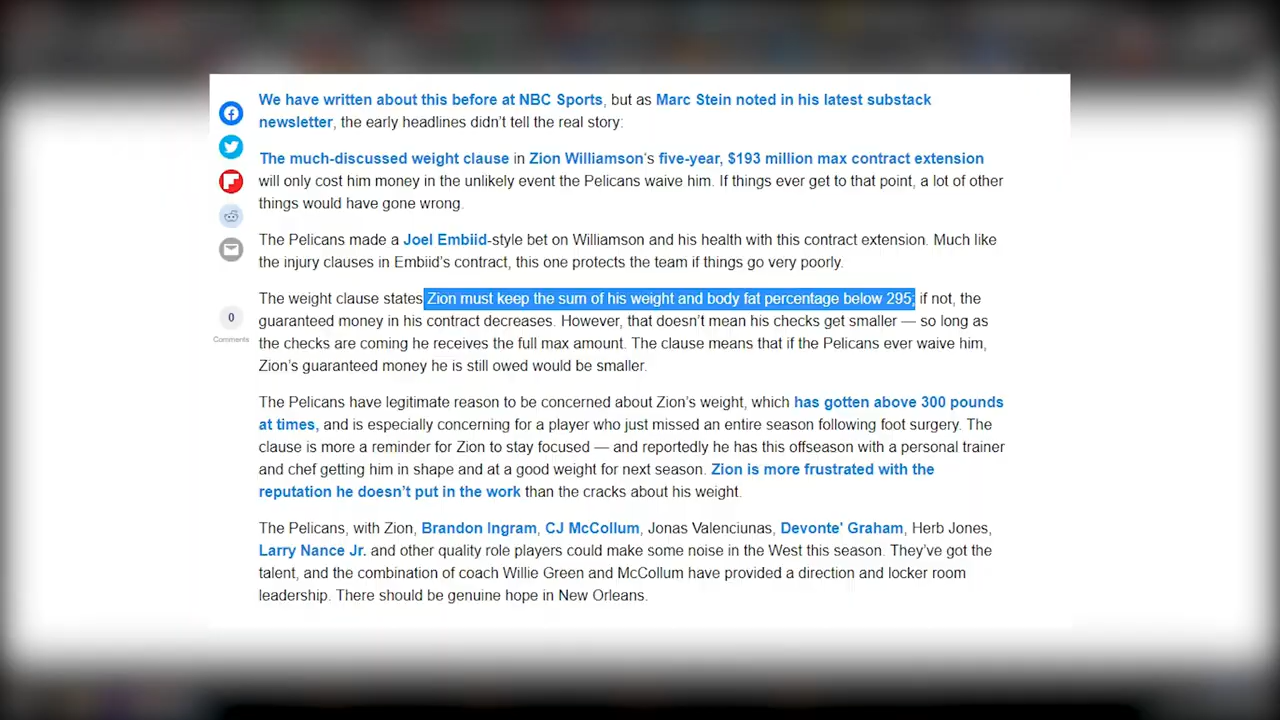 We have written about this before at NBC Sports, but as Marc Stein noted in his latest substack
newsletter, the early headlines didn’t tell the real story:
The much-discussed weight clause in Zion Williamson‘s five-year, $193 million max contract extension
will only cost him money in the unlikely event the Pelicans waive him. If things ever get to that point, a lot of other
things would have gone wrong.
The Pelicans made a Joel Embiid-style bet on Williamson and his health with this contract extension. Much like
the injury clauses in Embiid’s contract, this one protects the team if things go very poorly.
The weight clause states Zion must keep the sum of his weight and body fat percentage below 295; if not, the
guaranteed money in his contract decreases. However, that doesn’t mean his checks get smaller — so long as
the checks are coming he receives the full max amount. The clause means that if the Pelicans ever waive him,
Zion’s guaranteed money he is still owed would be smaller.
0
Comments
The Pelicans have legitimate reason to be concerned about Zion’s weight, which has gotten above 300 pounds
at times, and is especially concerning for a player who just missed an entire season following foot surgery. The
clause is more a reminder for Zion to stay focused — and reportedly he has this offseason with a personal trainer
and chef getting him in shape and at a good weight for next season. Zion is more frustrated with the
reputation he doesn’t put in the work than the cracks about his weight.
The Pelicans, with Zion, Brandon Ingram, CJ McCollum, Jonas Valenciunas, Devonte' Graham, Herb Jones,
Larry Nance Jr. and other quality role players could make some noise in the West this season. They’ve got the
talent, and the combination of coach Willie Green and McCollum have provided a direction and locker room
leadership. There should be genuine hope in New Orleans.